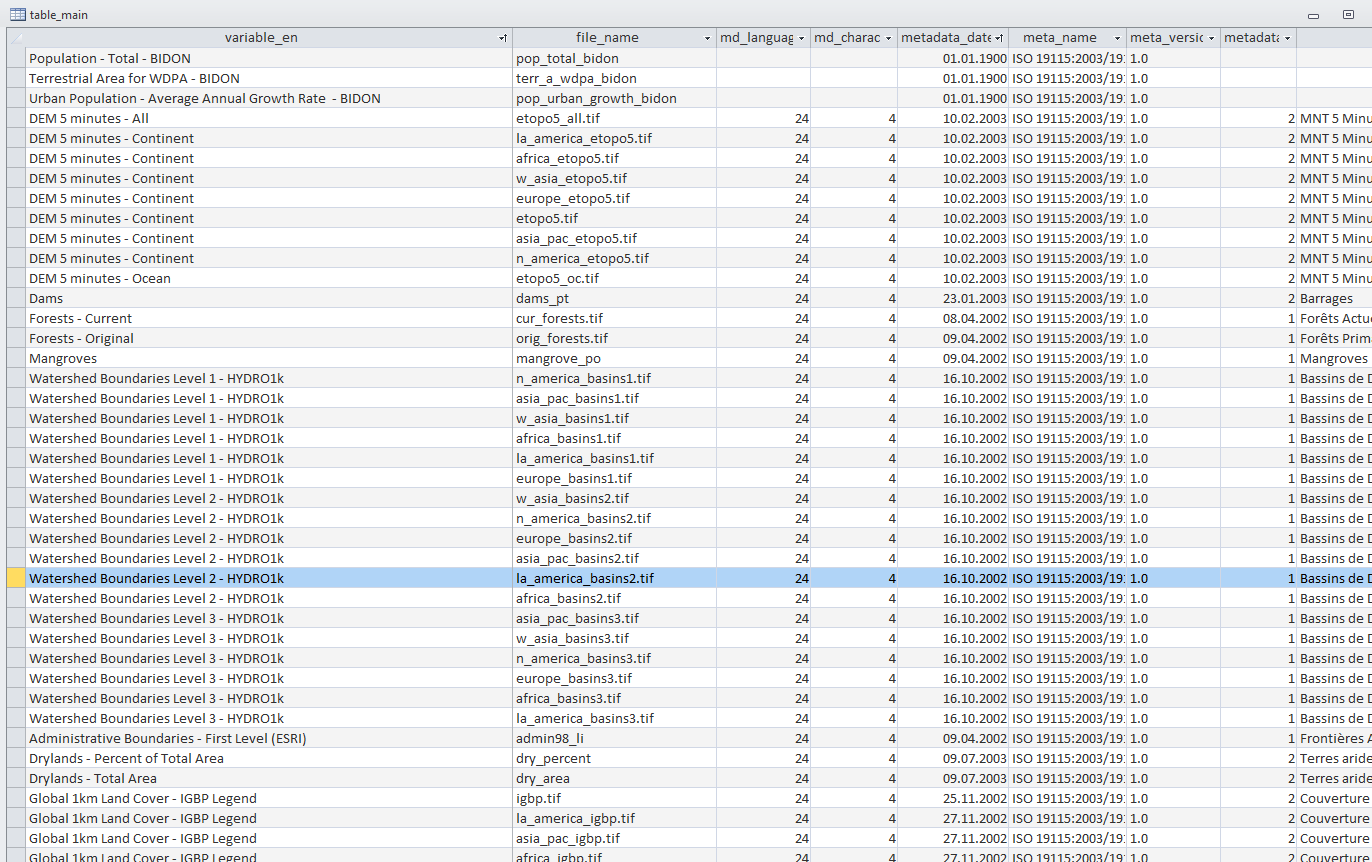 table_main
variable_en file_name md_languag md_charac metadata_date meta_name meta_versic metadata
Population - Total - BIDON pop_total_bidon 01.01.1900 ISO 19115:2003/19: 1.0
Terrestrial Area for WDPA - BIDON terr_a_wdpa_bidon 01.01.1900 ISO 19115:2003/19: 1.0
Urban Population - Average Annual Growth Rate - BIDON pop_urban_growth_bidon 01.01.1900 ISO 19115:2003/19: 1.0
DEM 5 minutes - All etopo5_all.tif 24 4 10.02.2003 ISO 19115:2003/19: 1.0 2 MNT 5 Minu
DEM 5 minutes - Continent la_america_etopo5.tif 24 4 10.02.2003 ISO 19115:2003/19: 1.0 2 MNT 5 Minu
DEM 5 minutes - Continent africa_etopo5.tif 24 4 10.02.2003 ISO 19115:2003/19: 1.0 2 MNT 5 Minu
DEM 5 minutes - Continent w_asia_etopo5.tif 24 4 10.02.2003 ISO 19115:2003/19: 1.0 2 MNT 5 Minu
DEM 5 minutes - Continent europe_etopo5.tif 24 4 10.02.2003 ISO 19115:2003/19: 1.0 2 MNT 5 Minu
DEM 5 minutes - Continent etopo5.tif 24 4 10.02.2003 ISO 19115:2003/19: 1.0 2 MNT 5 Minu
DEM 5 minutes - Continent asia_pac_etopo5.tif 24 4 10.02.2003 ISO 19115:2003/19: 1.0 2 MNT 5 Minu
DEM 5 minutes - Continent n_america_etopo5.tif 24 4 10.02.2003 ISO 19115:2003/19: 1.0 2 MNT 5 Minu
DEM 5 minutes - Ocean etopo5_oc.tif 24 4 10.02.2003 ISO 19115:2003/19: 1.0 2 MNT 5 Minu
Dams dams_pt 24 4 23.01.2003 ISO 19115:2003/19: 1.0 2 Barrages
Forests - Current cur_forests.tif 24 4 08.04.2002 ISO 19115:2003/19: 1.0 1 Forêts Actu
Forests - Original orig_forests.tif 24 4 09.04.2002 ISO 19115:2003/19: 1.0 1 Forêts Prim
Mangroves mangrove_po 24 4 09.04.2002 ISO 19115:2003/19: 1.0 1 Mangroves
Watershed Boundaries Level 1 - HYDRO1k n_america_basins1.tif 24 4 16.10.2002 ISO 19115:2003/19: 1.0 1 Bassins de D
Watershed Boundaries Level 1 - HYDRO1k asia_pac_basins1.tif 24 4 16.10.2002 ISO 19115:2003/19: 1.0 1 Bassins de D
Watershed Boundaries Level 1 - HYDRO1k w_asia_basins1.tif 24 4 16.10.2002 ISO 19115:2003/19: 1.0 1 Bassins de D
Watershed Boundaries Level 1 - HYDRO1k africa_basins1.tif 24 4 16.10.2002 ISO 19115:2003/19: 1.0 1 Bassins de D
Watershed Boundaries Level 1 - HYDRO1k la_america_basins1.tif 24 4 16.10.2002 ISO 19115:2003/19: 1.0 1 Bassins de D
Watershed Boundaries Level 1 - HYDRO1k europe_basins1.tif 24 4 16.10.2002 ISO 19115:2003/19: 1.0 1 Bassins de D
Watershed Boundaries Level 2 - HYDRO1k w_asia_basins2.tif 24 4 16.10.2002 ISO 19115:2003/19: 1.0 1 Bassins de D
Watershed Boundaries Level 2 - HYDRO1k n_america_basins2.tif 24 4 16.10.2002 ISO 19115:2003/19: 1.0 1 Bassins de D
Watershed Boundaries Level 2 - HYDRO1k europe_basins2.tif 24 4 16.10.2002 ISO 19115:2003/19: 1.0 1 Bassins de D
Watershed Boundaries Level 2 - HYDRO1k asia_pac_basins2.tif 24 4 16.10.2002 ISO 19115:2003/19: 1.0 1 Bassins de D
Watershed Boundaries Level 2 - HYDRO1k la_america_basins2.tif 24 4 16.10.2002 ISO 19115:2003/19: 1.0 1 Bassins de D
Watershed Boundaries Level 2 - HYDRO1k africa_basins2.tif 24 4 16.10.2002 ISO 19115:2003/19: 1.0 1 Bassins de D
Watershed Boundaries Level 3 - HYDRO1k asia_pac_basins3.tif 24 4 16.10.2002 ISO 19115:2003/19: 1.0 1 Bassins de D
Watershed Boundaries Level 3 - HYDRO1k w_asia_basins3.tif 24 4 16.10.2002 ISO 19115:2003/19: 1.0 1 Bassins de D
Watershed Boundaries Level 3 - HYDRO1k n_america_basins3.tif 24 4 16.10.2002 ISO 19115:2003/19: 1.0 1 Bassins de D
Watershed Boundaries Level 3 - HYDRO1k europe_basins3.tif 24 4 16.10.2002 ISO 19115:2003/19: 1.0 1 Bassins de D
Watershed Boundaries Level 3 - HYDRO1k africa_basins3.tif 24 4 16.10.2002 ISO 19115:2003/19: 1.0 1 Bassins de D
Watershed Boundaries Level 3 - HYDRO1k la_america_basins3.tif 24 4 16.10.2002 ISO 19115:2003/19: 1.0 1 Bassins de D
Administrative Boundaries - First Level (ESRI) admin98_li 24 4 09.04.2002 ISO 19115:2003/19: 1.0 1 Frontières A
Drylands - Percent of Total Area dry_percent 24 4 09.07.2003 ISO 19115:2003/19: 1.0 2 Terres aride
Drylands - Total Area dry_area 24 4 09.07.2003 ISO 19115:2003/19: 1.0 2 Terres aride
Global 1km Land Cover - IGBP Legend igbp.tif 24 4 25.11.2002 ISO 19115:2003/19: 1.0 2 Couverture
Global 1km Land Cover - IGBP Legend la_america_igbp.tif 24 4 27.11.2002 ISO 19115:2003/19: 1.0 2 Couverture
Global 1km Land Cover - IGBP Legend asia_pac_igbp.tif 24 4 27.11.2002 ISO 19115:2003/19: 1.0 2 Couverture
Global 1km Land Cover - IGBP Legend africa_igbp.tif 24 4 27.11.2002 ISO 19115:2003/19: 1.0 2 Couverture